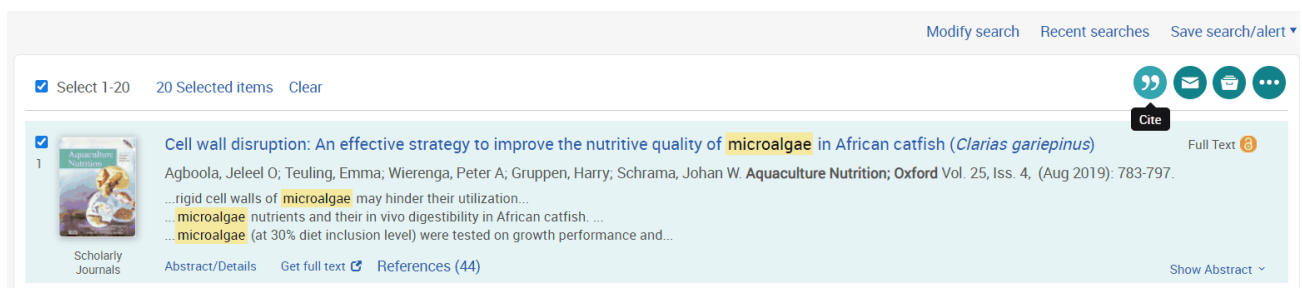 Modify search Recent searches Save search/alert
Select 1-20 20 Selected items Clear
Cite
1
Aquaculture Nutrition
Cell wall disruption: An effective strategy to improve the nutritive quality of microalgae in African catfish (Clarias gariepinus)
Full Text
Agboola, Jeleel O; Teuling, Emma; Wierenga, Peter A; Gruppen, Harry; Schrama, Johan W. Aquaculture Nutrition; Oxford Vol. 25, Iss. 4, (Aug 2019): 783-797.
...rigid cell walls of microalgae may hinder their utilization...
...microalgae nutrients and their in vivo digestibility in African catfish. ...
...microalgae (at 30% diet inclusion level) were tested on growth performance and...
Scholarly
Journals
Abstract/Details Get full text References (44)
Show Abstract